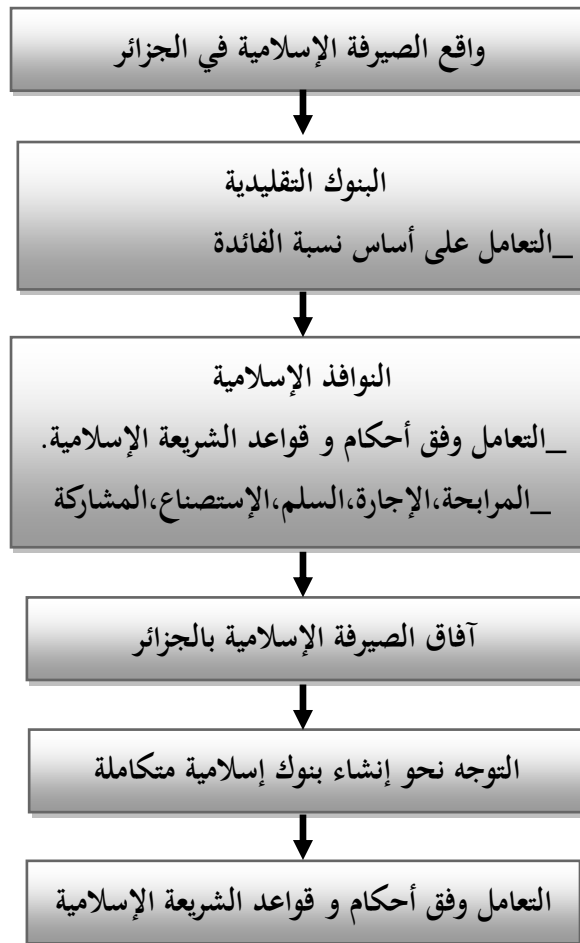 واقع الصيرفة الإسلامية في الجزائر
البنوك التقليدية
_التعامل على أساس نسبة الفائدة
النوافذ الإسلامية
_التعامل وفق أحكام و قواعد الشريعة الإسلامية.
_المرابحة،الإجارة،السلم،الإستصناع,المشاركة
آفاق الصيرفة الإسلامية بالجزائر
التوجه نحو إنشاء بنوك إسلامية متكاملة
التعامل وفق أحكام و قواعد الشريعة الإسلامية